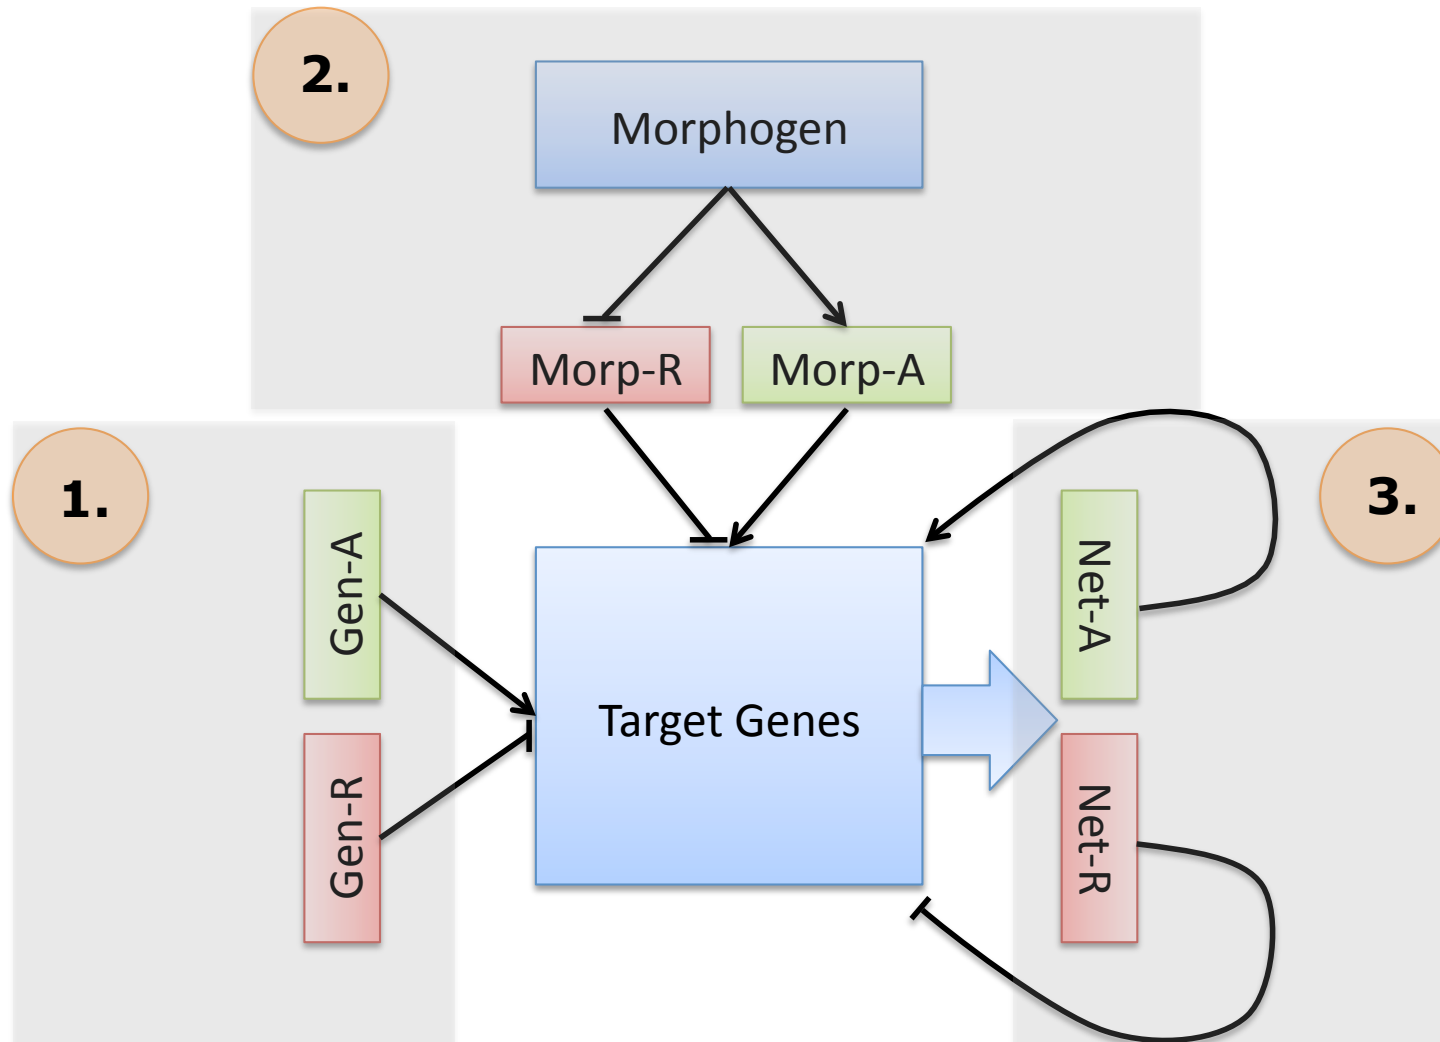 2.
Morphogen
Morp-R
Morp-A
1.
3.
Gen-A
Net-A
Target Genes
Gen-R
Net-R